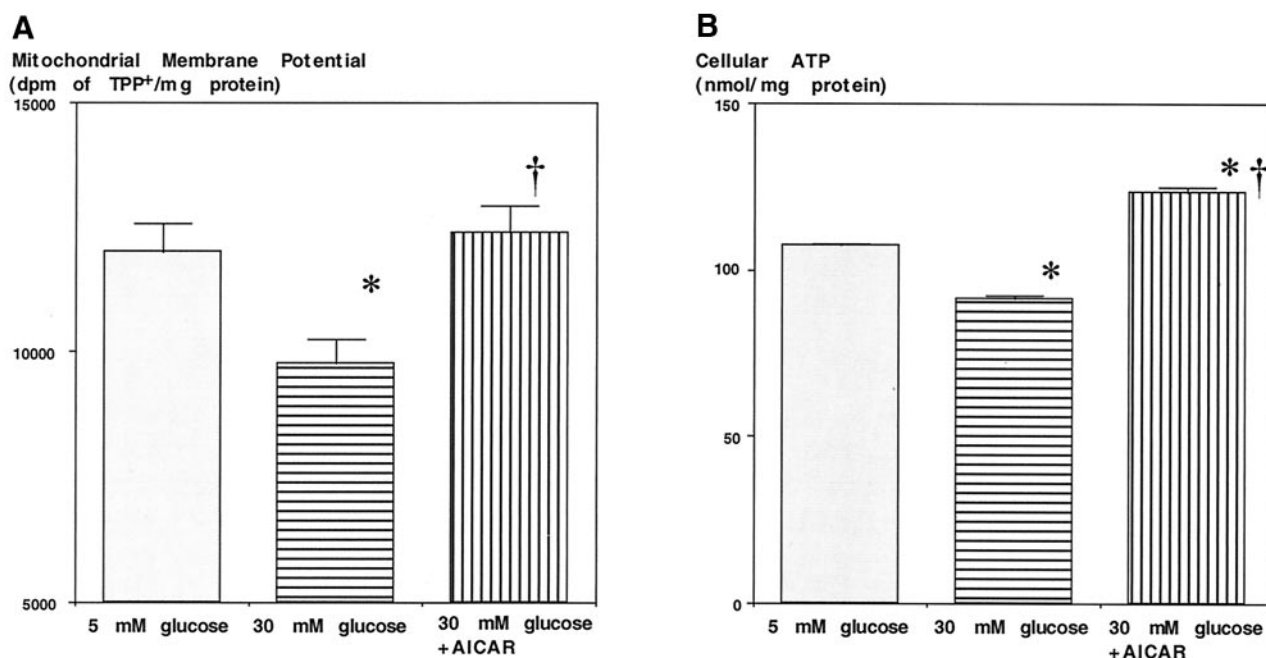 A
Mitochondrial Membrane Potential
(dpm of TPP+/mg protein)
15000
10000
5000
*
†
5 mM glucose
30 mM glucose
30 mM glucose
+AICAR
B
Cellular ATP
(nmol/mg protein)
150
100
50
0
*
*†
5 mM glucose
30 mM glucose
30 mM glucose
+AICAR